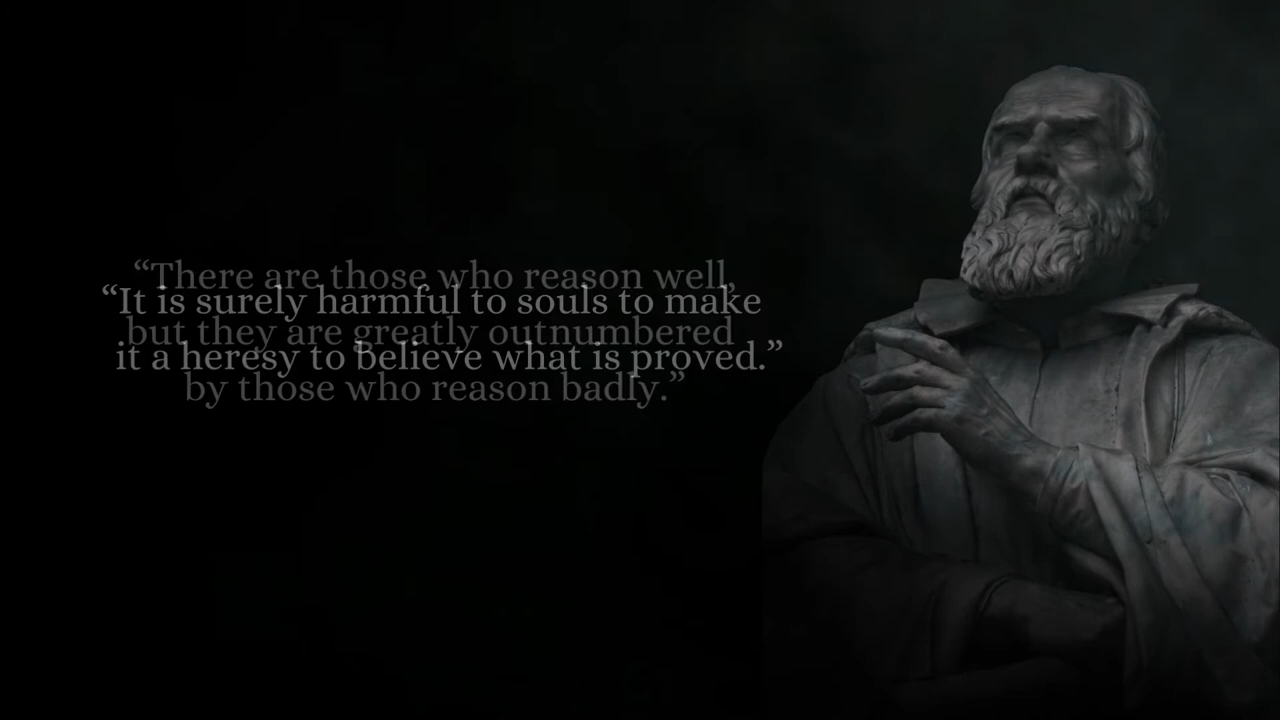 “There are those who reason well,
“It is surely harmful to souls to make
but they are greatly outnumbered
it a heresy to believe what is proved.”
by those who reason badly.”